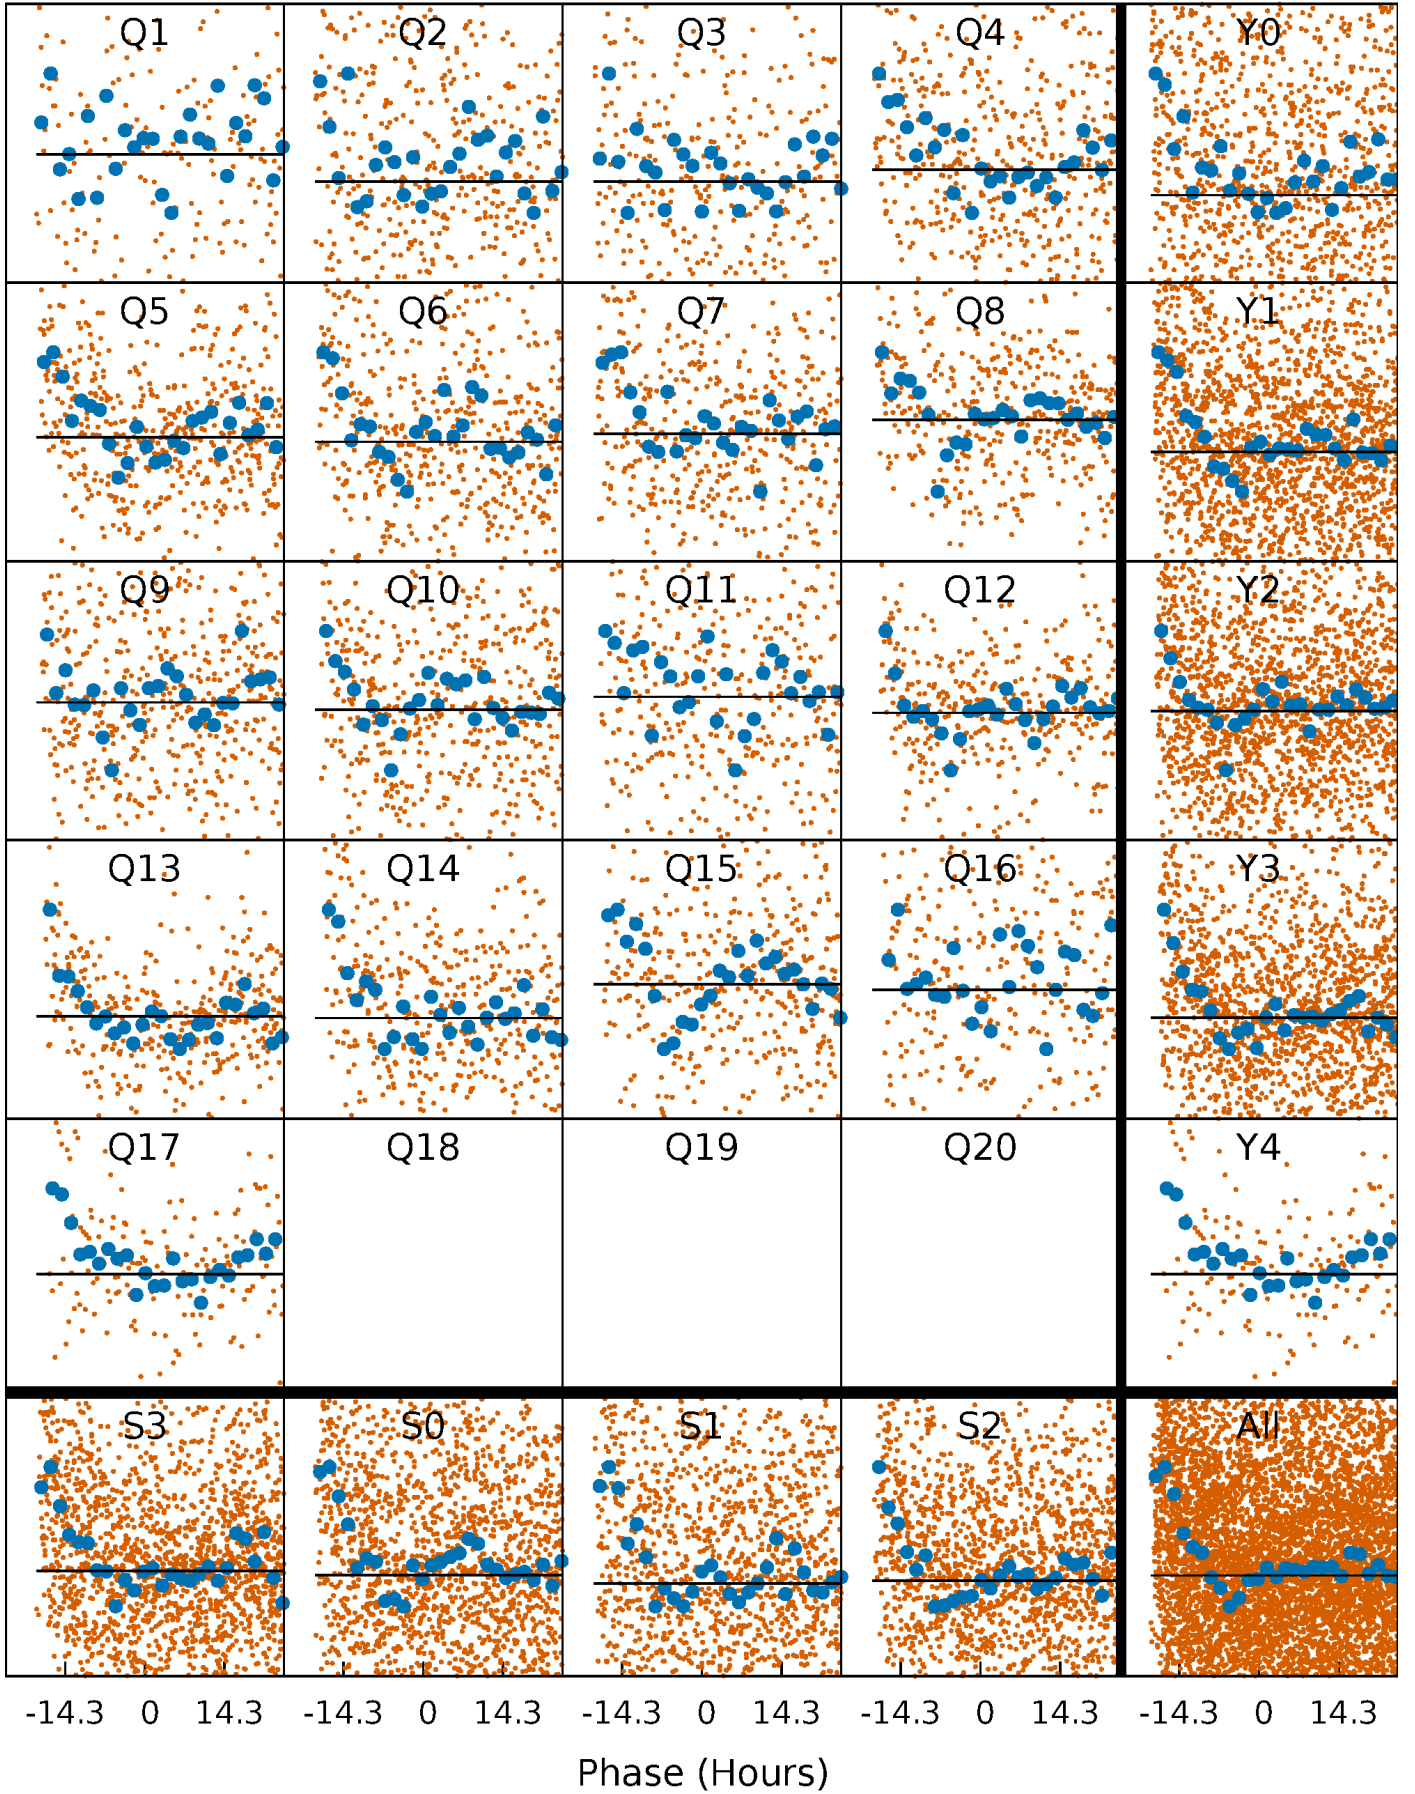 Q1 Q2 Q3 Q4 Y0
Q5 Q6 Q7 Q8 Y1
Q9 Q10 Q11 Q12 Y2
Q13 Q14 Q15 Q16 Y3
Q17 Q18 Q19 Q20 Y4
S3 S0 S1 S2 All
-14.3 0 14.3 -14.3 0 14.3 -14.3 0 14.3 -14.3 0 14.3 -14.3 0 14.3
Phase (Hours)